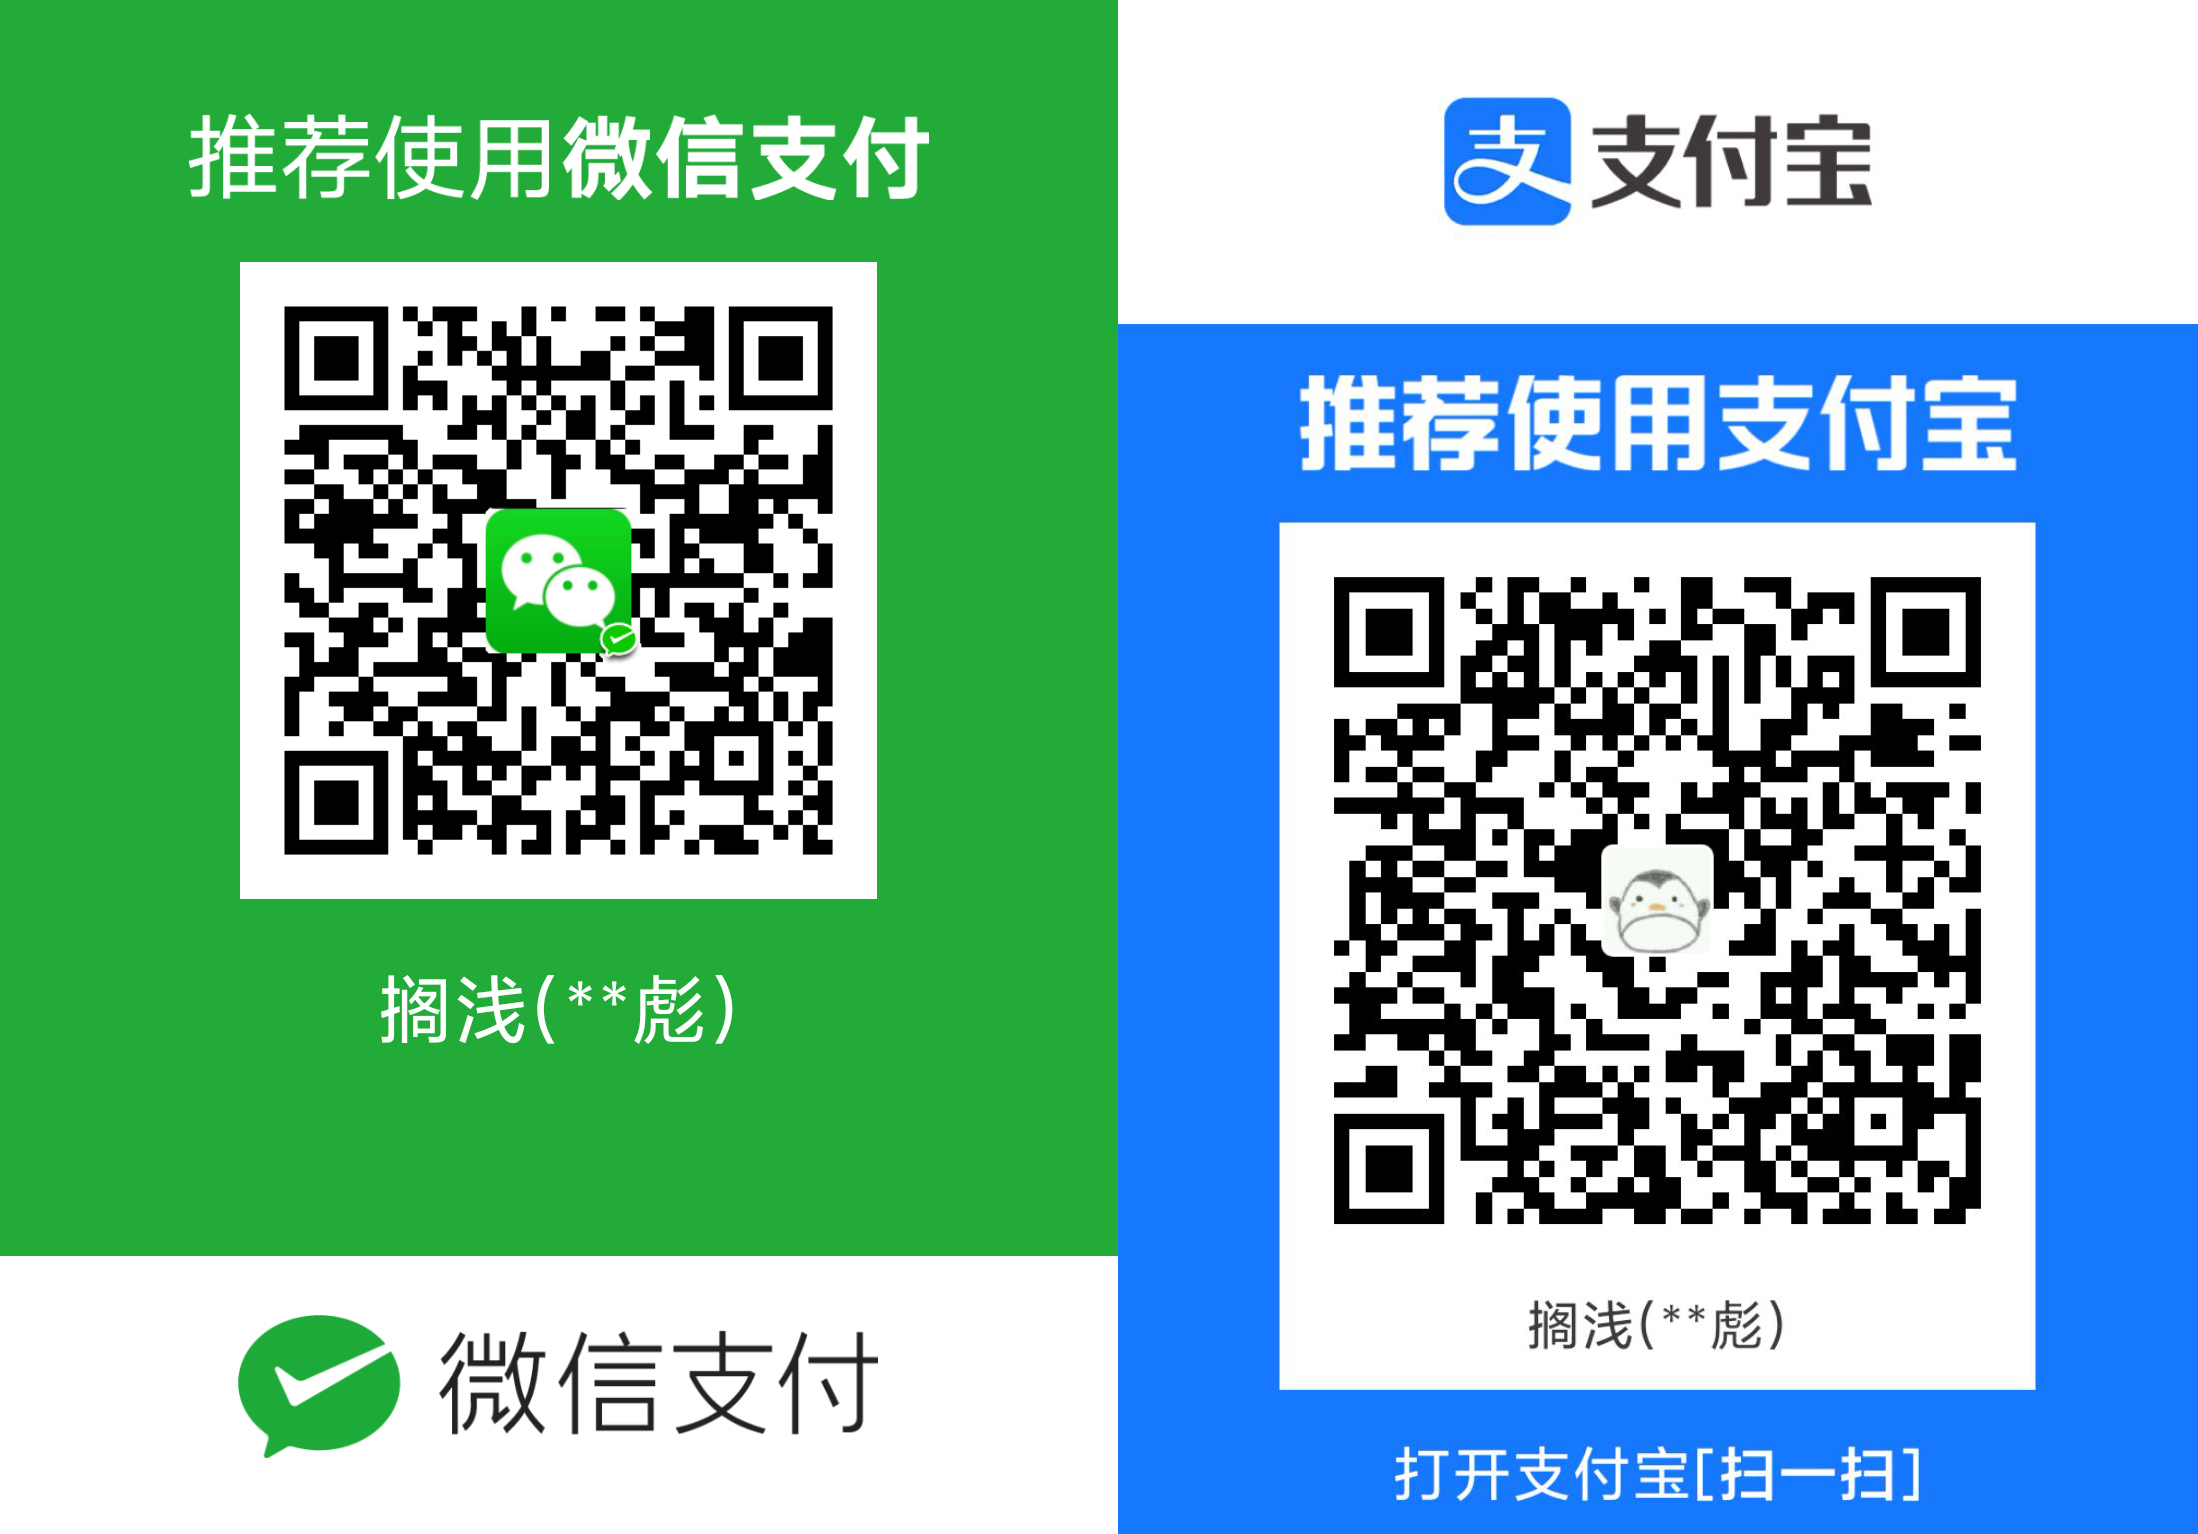 推荐使用微信支付
搁浅(**彪)
微信支付
支 支付宝
推荐使用支付宝
搁浅(**彪)
打开支付宝[扫一扫]